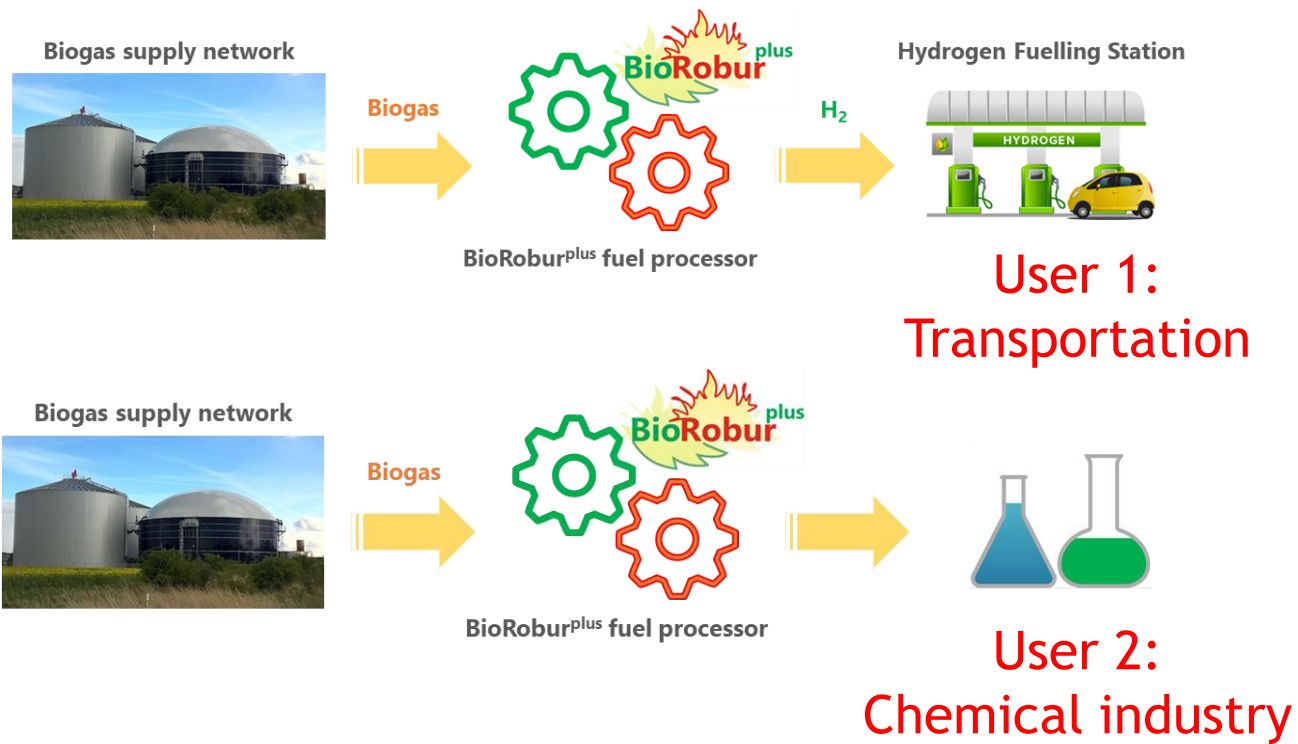 Biogas supply network
Biogas
BioRobur plus
BioRoburplus fuel processor
H2
Hydrogen Fuelling Station
HYDROGEN
User 1:
Transportation
Biogas supply network
Biogas
BioRobur plus
BioRoburplus fuel processor
User 2:
Chemical industry